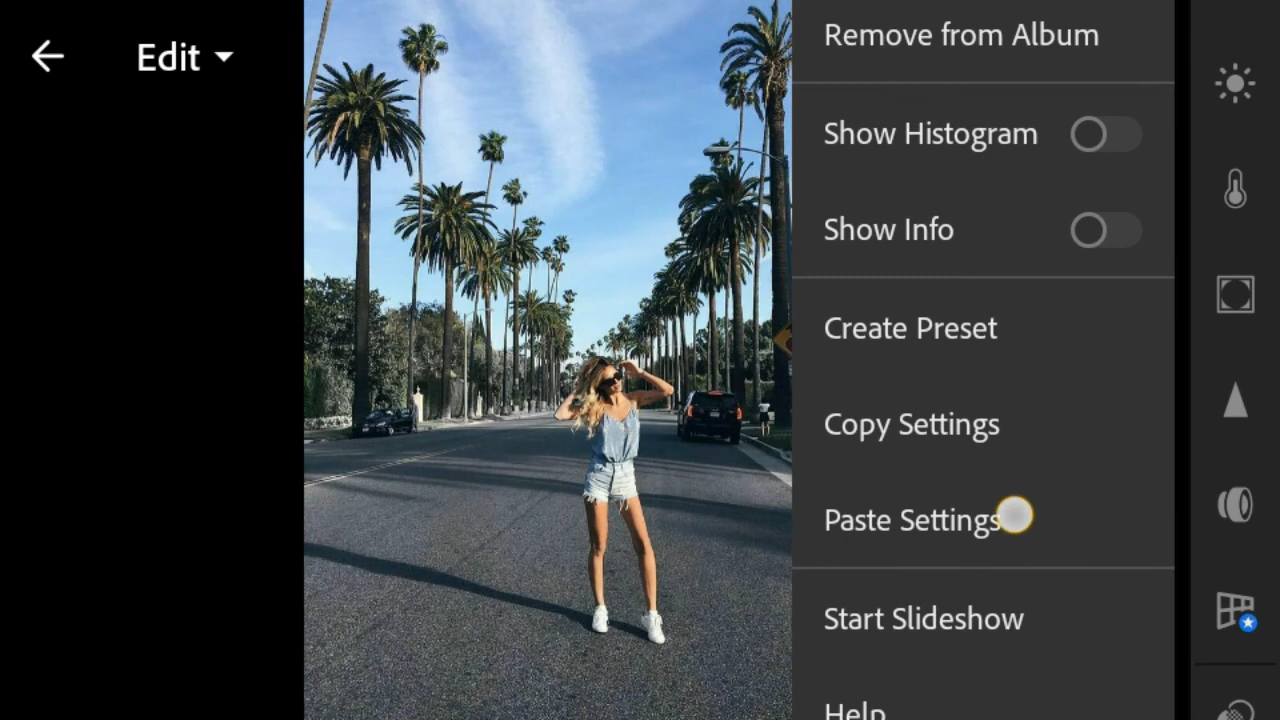 Edit
Remove from Album
Show Histogram
Show Info
Create Preset
Copy Settings
Paste Settings
Start Slideshow
Help